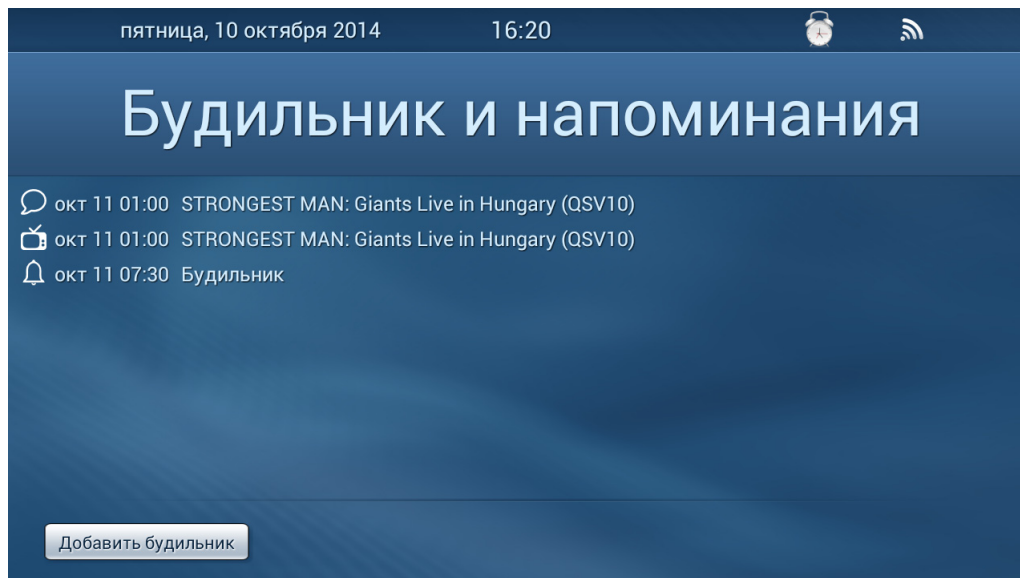 пятница, 10 октября 2014 16:20
Будильник и напоминания
окт 11 01:00 STRONGEST MAN: Giants Live in Hungary (QSV10)
окт 11 01:00 STRONGEST MAN: Giants Live in Hungary (QSV10)
окт 11 07:30 Будильник
Добавить будильник